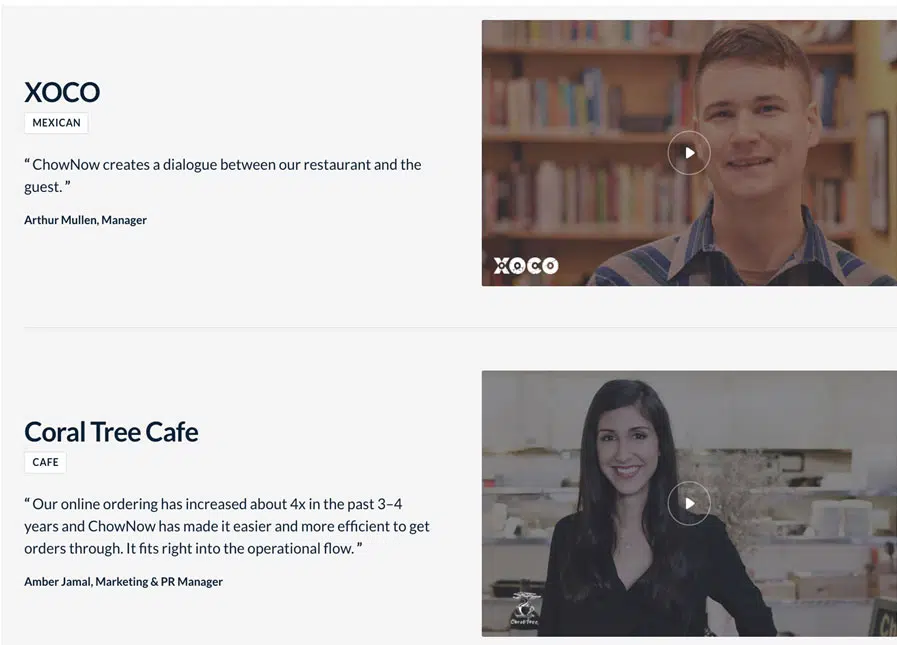 XOCO
MEXICAN
“ ChowNow creates a dialogue between our restaurant and the
guest. ”
Arthur Mullen, Manager
XOCO
Coral Tree Cafe
CAFE
“ Our online ordering has increased about 4x in the past 3–4
years and ChowNow has made it easier and more efficient to get
orders through. It fits right into the operational flow. ”
Amber Jamal, Marketing & PR Manager
Coral Tree